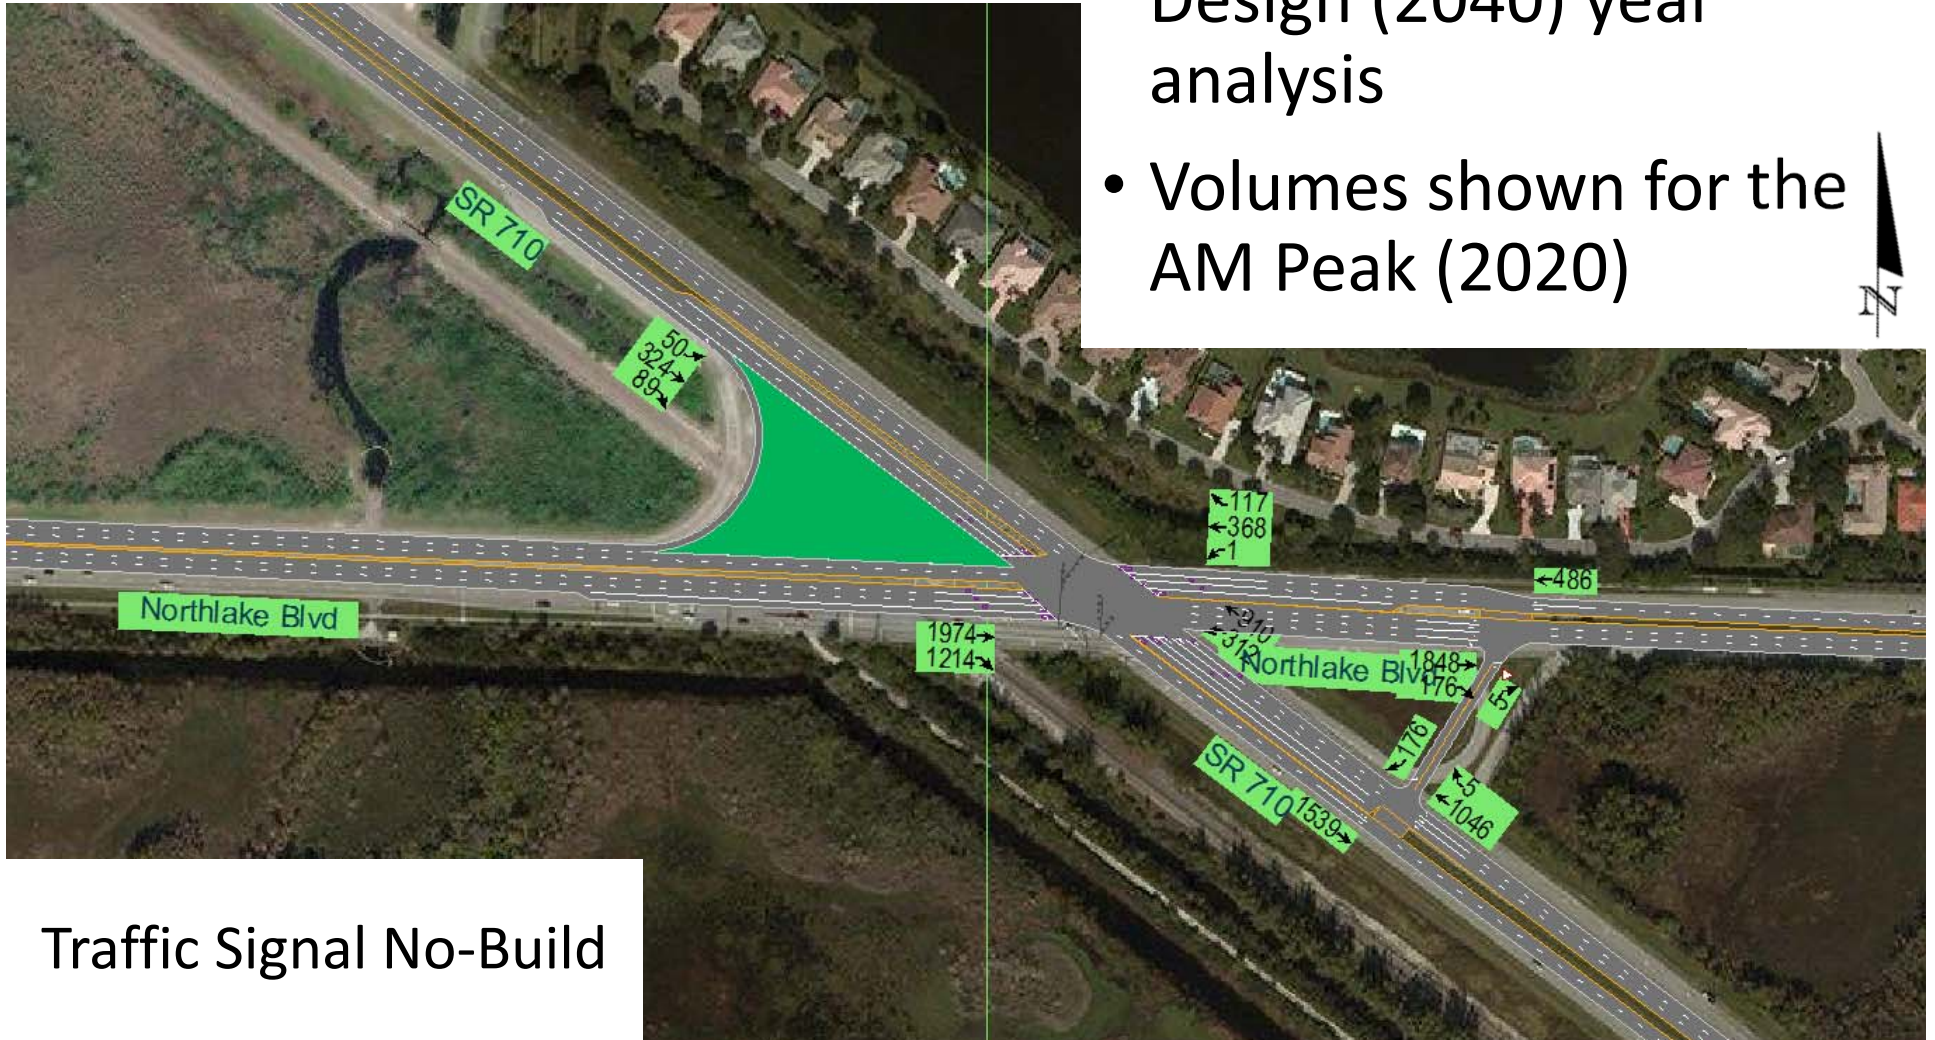 Design (2040) year
analysis
• Volumes shown for the
AM Peak (2020)
N
SR 710
50
324
89
117
368
1
486
Northlake Blvd
1974
1214
312
Northlake Blvd
1848
176
5
176
SR 710
1539
5
1046
Traffic Signal No-Build